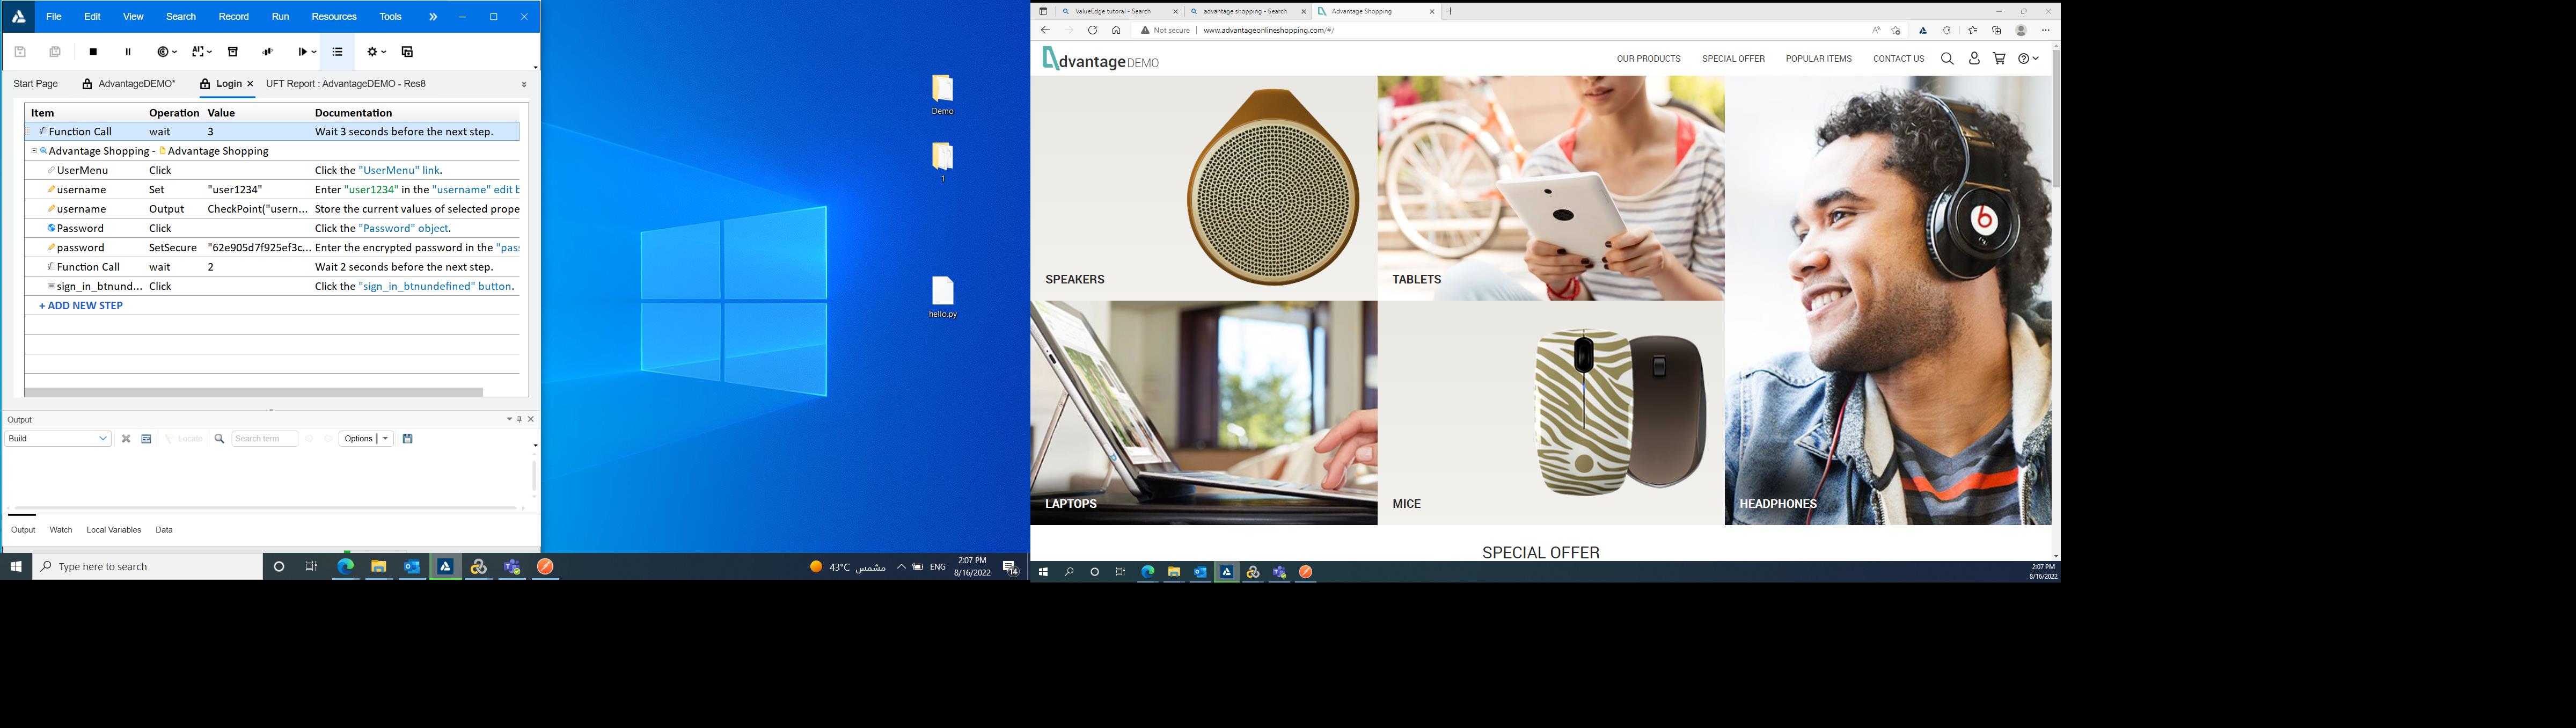 File Edit View Search Record Run Resources Tools »
Start Page AdvantageDEMO* Login × UFT Report : AdvantageDEMO - Res8
Item Operation Value Documentation
Function Call wait 3 Wait 3 seconds before the next step.
Advantage Shopping - Advantage Shopping
UserMenu Click Click the "UserMenu" link.
username Set "user1234" Enter "user1234" in the "username" edit b
username Output CheckPoint("usern... Store the current values of selected prope
Password Click Click the "Password" object.
password SetSecure "62e905d7f925ef3c... Enter the encrypted password in the "pas
Function Call wait 2 Wait 2 seconds before the next step.
sign_in_btnund... Click Click the "sign_in_btnundefined" button.
+ ADD NEW STEP
Output
Build Locate Search term Options
Output Watch Local Variables Data
Demo
1
hello.py
Type here to search
43°C مشمس ENG 2:07 PM
8/16/2022 14
ValueEdge tutoral - Search advantage shopping - Search Advantage Shopping
Not secure www.advantageonlineshopping.com/#/
dvantage DEMO OUR PRODUCTS SPECIAL OFFER POPULAR ITEMS CONTACT US
SPEAKERS
TABLETS
LAPTOPS
MICE
HEADPHONES
SPECIAL OFFER
2:07 PM
8/16/2022